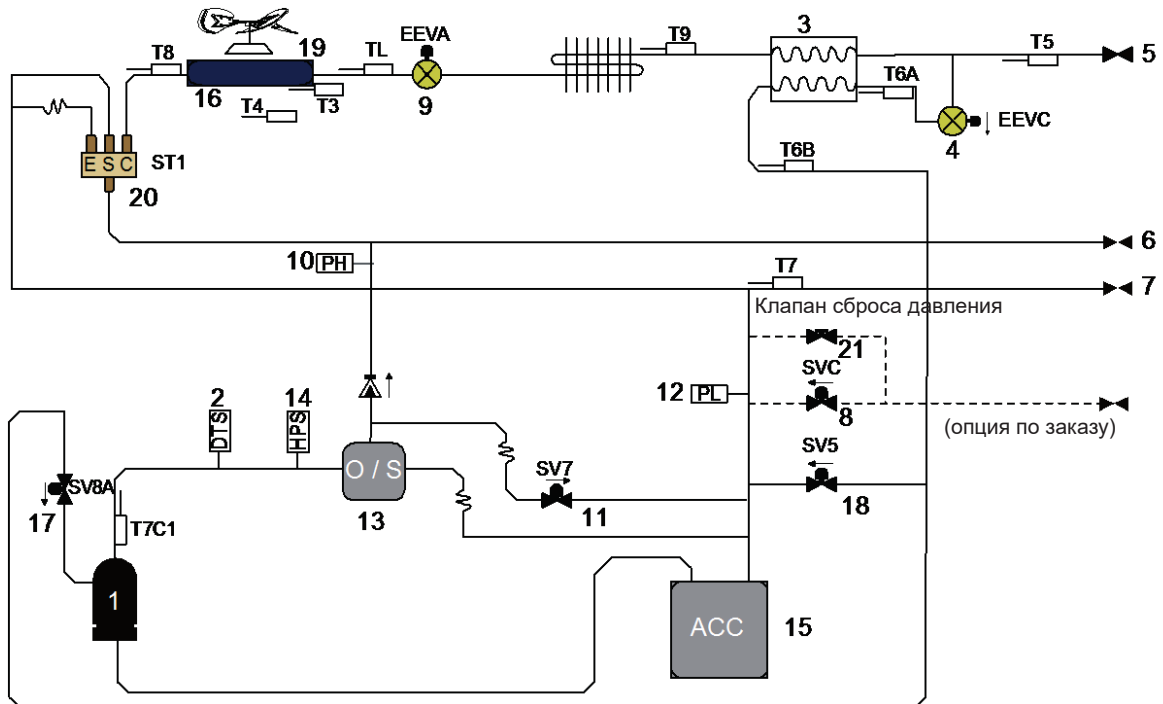 3
EEVA
T8
19
TL
T9
T5
5
16
T4
T3
9
T6A
EEVC
4
E S C
ST1
T6B
20
6
10
PH
T7
7
Клапан сброса давления
21
SVC
12
PL
8
(опция по заказу)
2
14
DTS
HPS
O / S
SV7
SV5
SV8A
17
13
11
18
T7C1
1
ACC
15